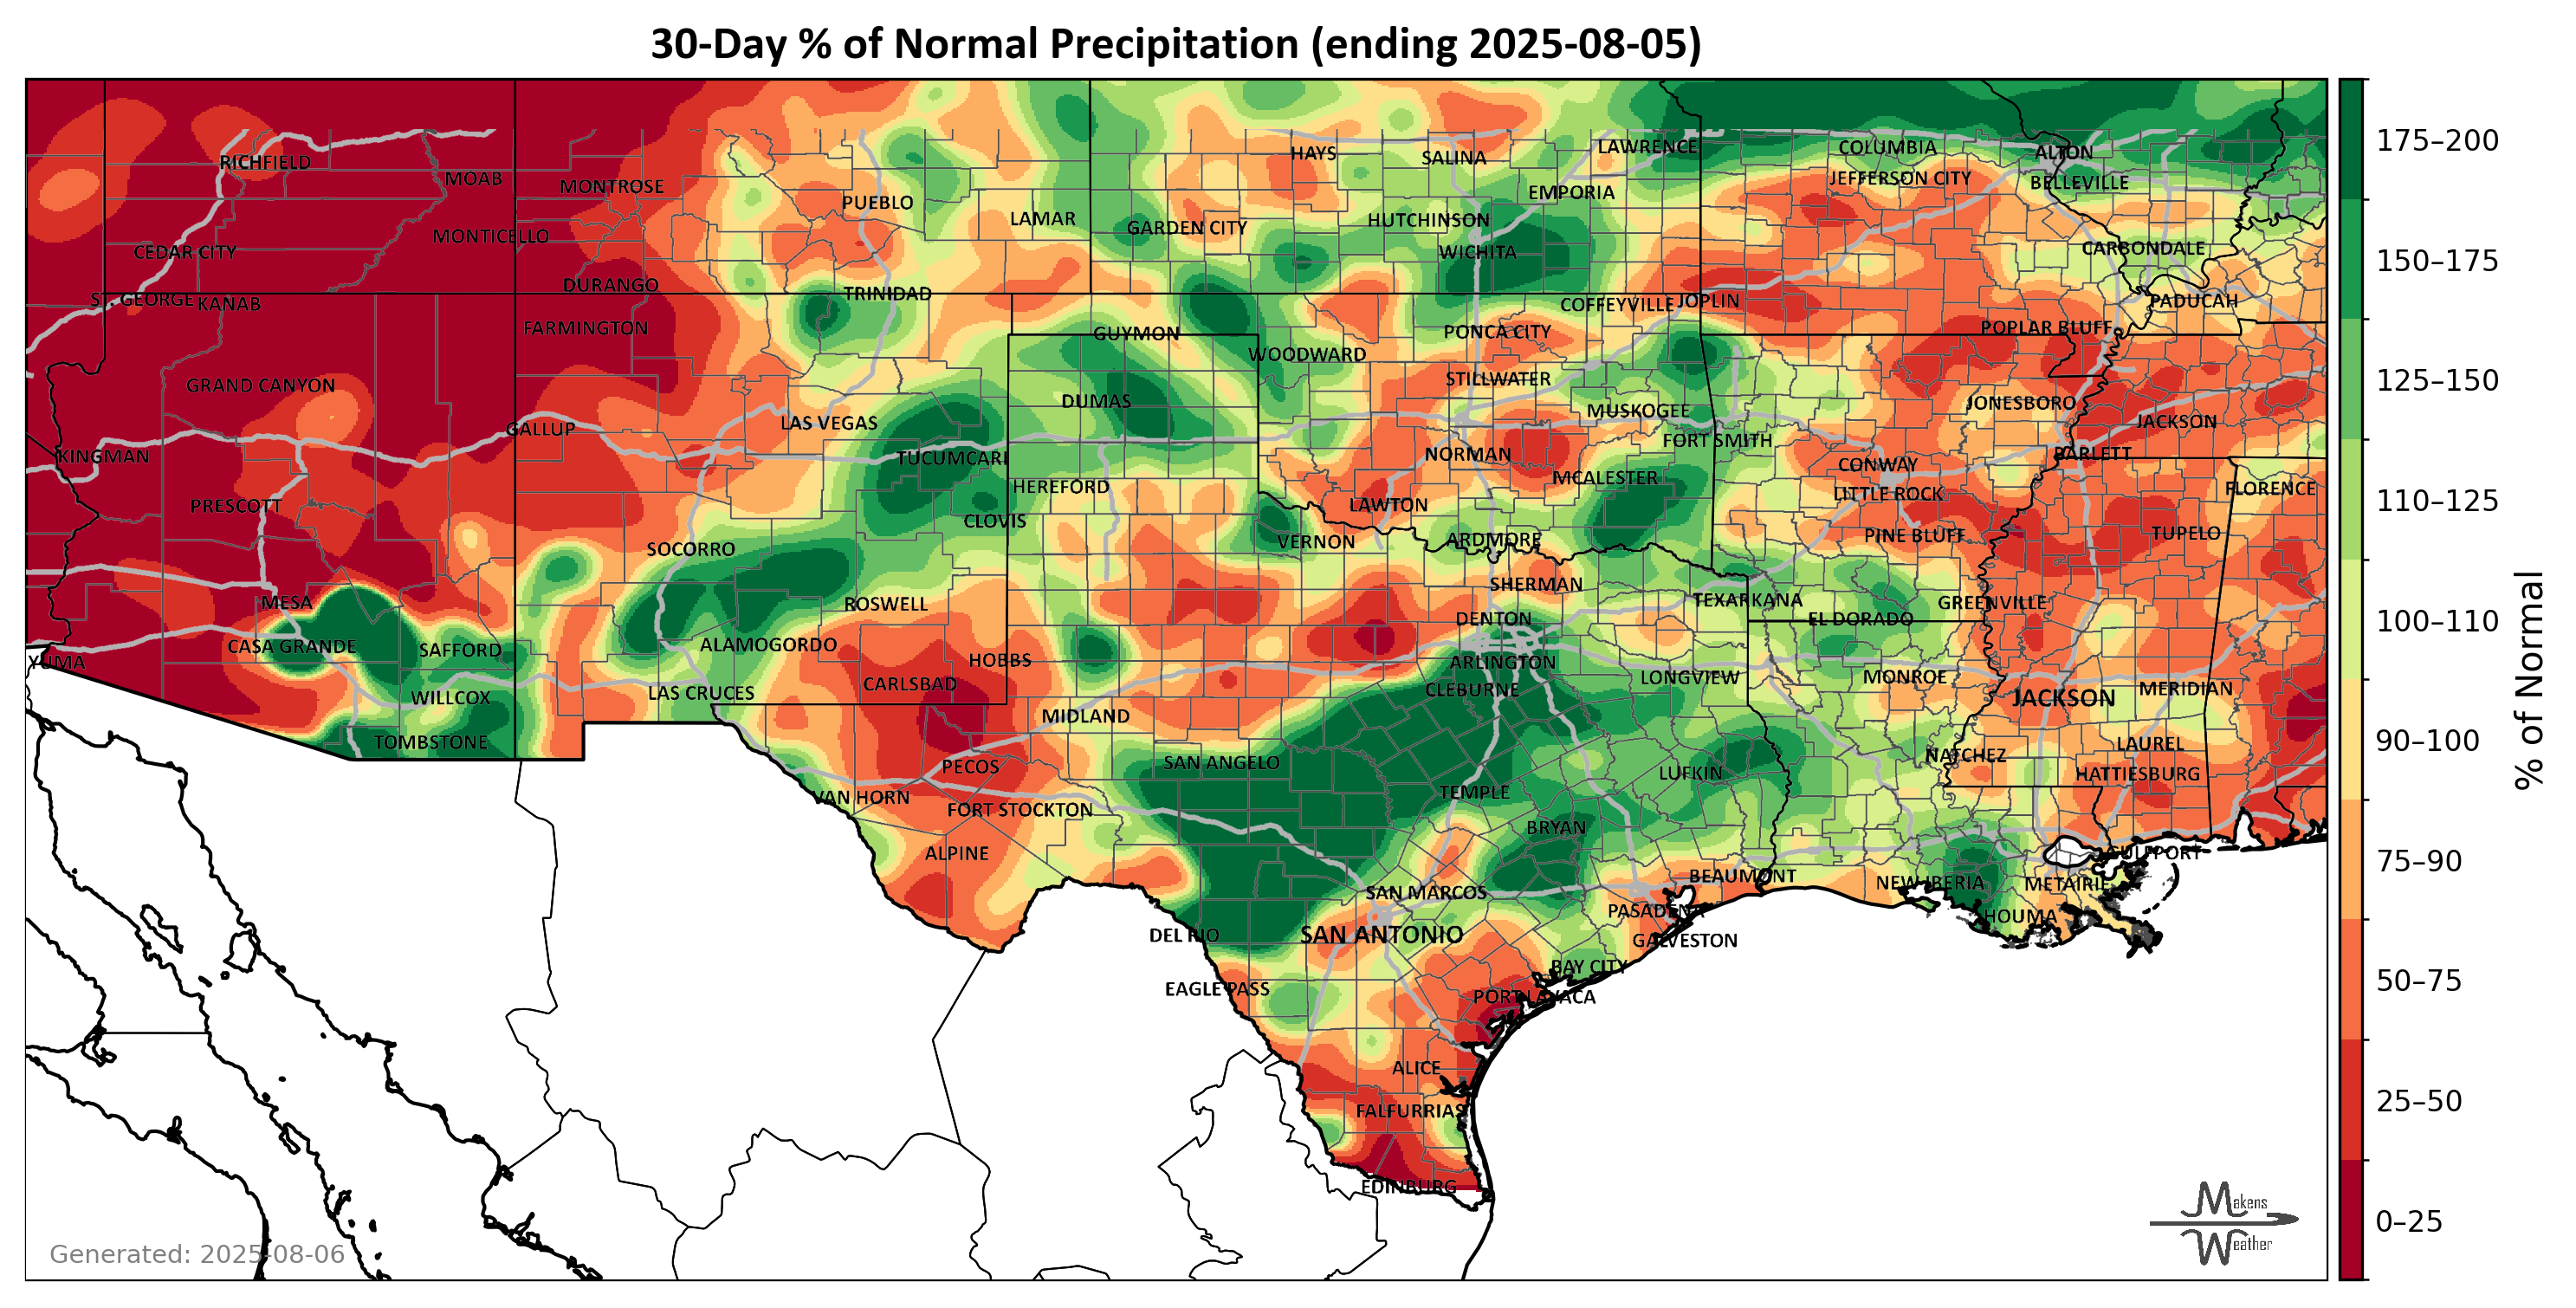 30-Day % of Normal Precipitation (ending 2025-08-05)
HAYS
SALINA
LAWRENCE
COLUMBIA
ALTON
RICHFIELD
MOAB
MONTROSE
JEFFERSON CITY
BELLEVILLE
PUEBLO
EMPORIA
LAMAR
GARDEN CITY
HUTCHINSON
MONTICELLO
CEDAR CITY
WICHITA
CARBONDALE
DURANGO
TRINIDAD
ST. GEORGE
KANAB
COFFEYVILLE
JOPLIN
PADUCAH
FARMINGTON
GUYMON
PONCA CITY
POPLAR BLUFF
WOODWARD
GRAND CANYON
STILLWATER
DUMAS
MUSKOGEE
JONESBORO
JACKSON
LAS VEGAS
GALLUP
FORT SMITH
KINGMAN
TUCUMCARI
NORMAN
BARLETT
CONWAY
MCALESTER
HEREFORD
LITTLE ROCK
FLORENCE
PRESCOTT
LAWTON
CLOVIS
PINE BLUFF
TUPELO
SOCORRO
VERNON
ARDMORE
SHERMAN
MESA
ROSWELL
TEXARKANA
GREENVILLE
DENTON
EL DORADO
CASA GRANDE
SAFFORD
ALAMOGORDO
YUMA
HOBBS
ARLINGTON
LONGVIEW
MONROE
WILLCOX
LAS CRUCES
CARLSBAD
CLEBURNE
JACKSON
MERIDIAN
MIDLAND
TOMBSTONE
LAUREL
NATCHEZ
PECOS
SAN ANGELO
LUFKIN
HATTIESBURG
VAN HORN
FORT STOCKTON
TEMPLE
BRYAN
ALPINE
GULFPORT
BEAUMONT
SAN MARCOS
NEW IBERIA
METAIRIE
PASADENA
HOUMA
DEL RIO
SAN ANTONIO
GALVESTON
BAY CITY
EAGLE PASS
PORT LAVACA
ALICE
FALFURRIAS
EDINBURG
Generated: 2025-08-06
Makens
Weather
175–200
150–175
125–150
110–125
100–110
90–100
75–90
50–75
25–50
0–25
% of Normal